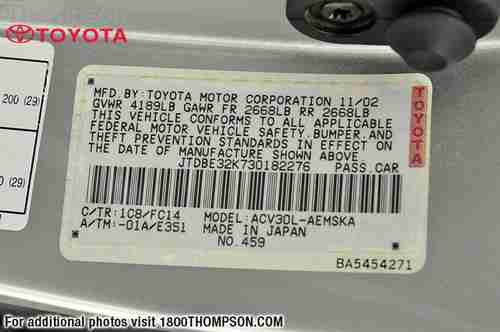 TOYOTA
200 (29)
0 (29)
MFD.BY:TOYOTA MOTOR CORPORATION 11/02
GVWR 4189LB GAWR FR 2668LB RR 2668LB
THIS VEHICLE CONFORMS TO ALL APPLICABLE
FEDERAL MOTOR VEHICLE SAFETY,BUMPER,AND
THEFT PREVENTION STANDARDS IN EFFECT ON
THE DATE OF MANUFACTURE SHOWN ABOVE.
JTDBE32K730182276 PASS.CAR
TOYOTA
C/TR:1C8/FC14 MODEL:ACV30L-AEMSKA
A/TM:-01A/E351 MADE IN JAPAN
NO.459
BA5454271
For additional photos visit 1800THOMPSON.COM